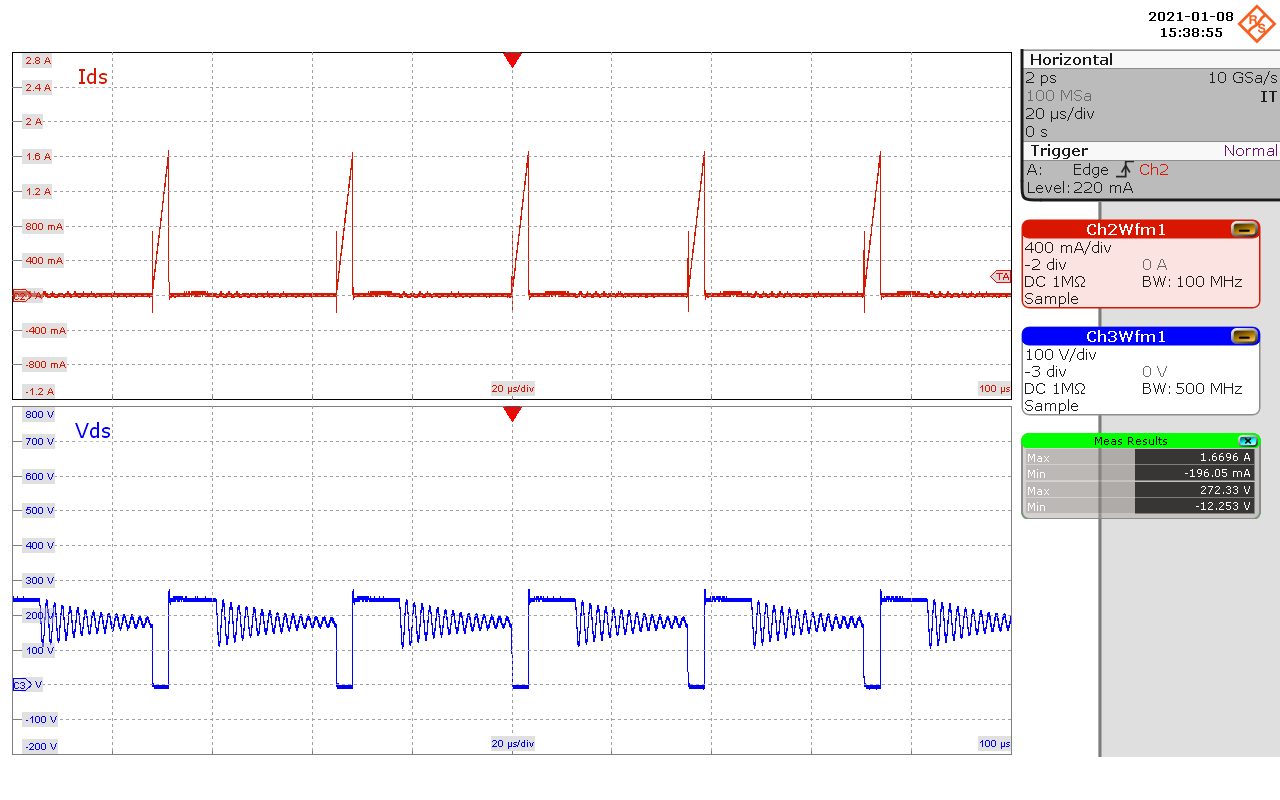 2021-01-08
15:38:55
R&S
Horizontal
2 ps 10 GSa/s
100 MSa IT
20 µs/div
0 s
Trigger Normal
A: Edge Ch2
Level: 220 mA
Ch2Wfm1
400 mA/div
-2 div 0 A
DC 1MΩ BW: 100 MHz
Sample
Ch3Wfm1
100 V/div
-3 div 0 V
DC 1MΩ BW: 500 MHz
Sample
Meas Results
Max 1.6696 A
Min -196.05 mA
Max 272.33 V
Min -12.253 V
2.8 A
Ids
2.4 A
2 A
1.6 A
1.2 A
800 mA
400 mA
TA
C2 A
-400 mA
-800 mA
-1.2 A
20 µs/div
100 µs
800 V
Vds
700 V
600 V
500 V
400 V
300 V
200 V
100 V
C3 V
-100 V
-200 V
20 µs/div
100 µs